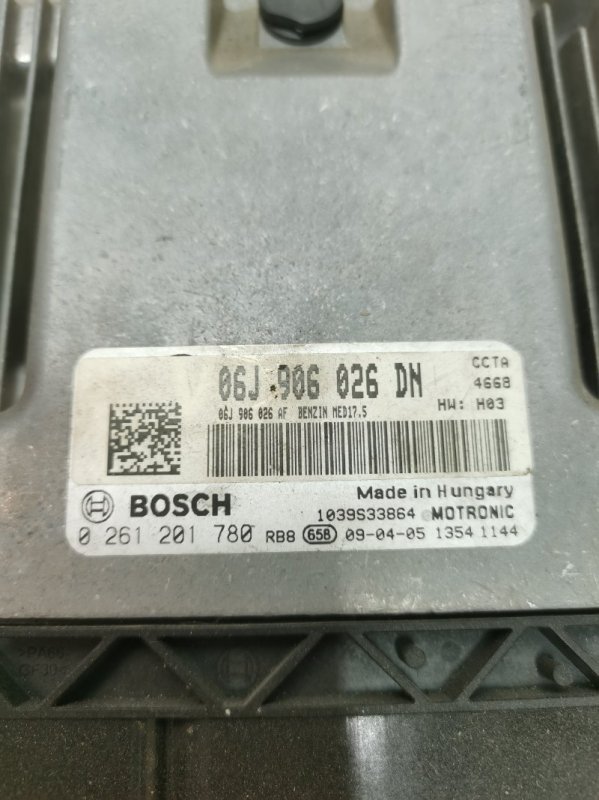 06J 906 026 DN
CCTA
4668
06J 906 026 AF BENZIN MED17.5
HW: H03
BOSCH
Made in Hungary
1039S33864 MOTRONIC
0 261 201 780 RB8 658 09-04-05 1354 1144